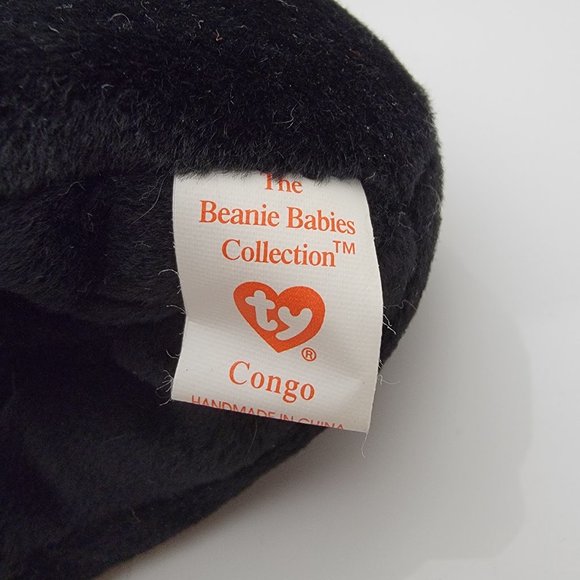 The
Beanie Babies
Collection™
ty
®
Congo
HANDMADE IN CHINA